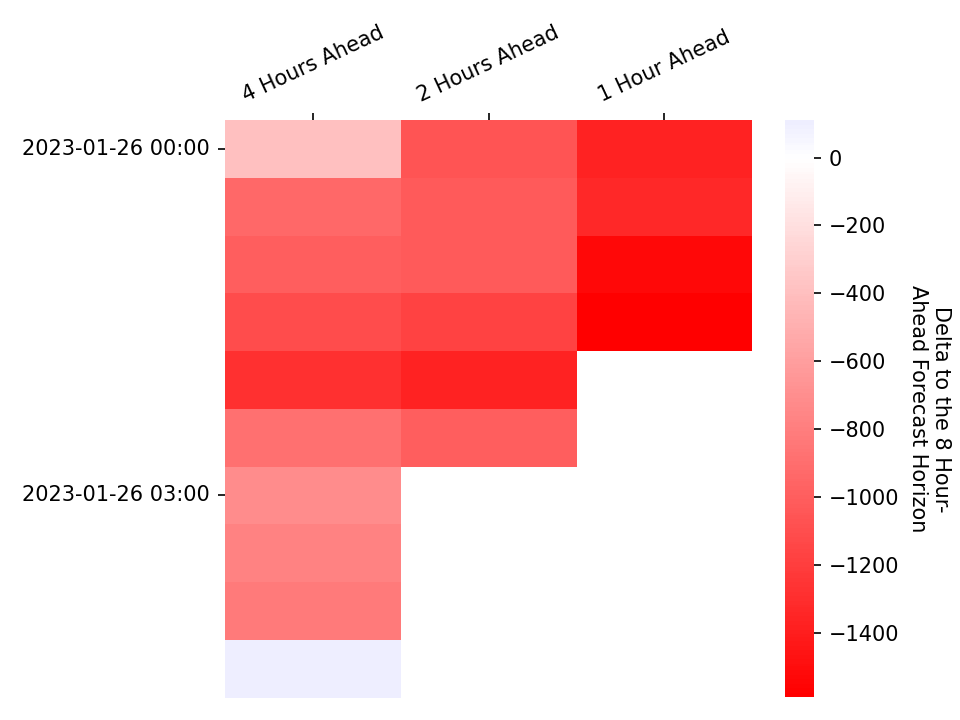 4 Hours Ahead
2 Hours Ahead
1 Hour Ahead
2023-01-26 00:00
2023-01-26 03:00
0
−200
−400
−600
−800
−1000
−1200
−1400
Delta to the 8 Hour-
Ahead Forecast Horizon